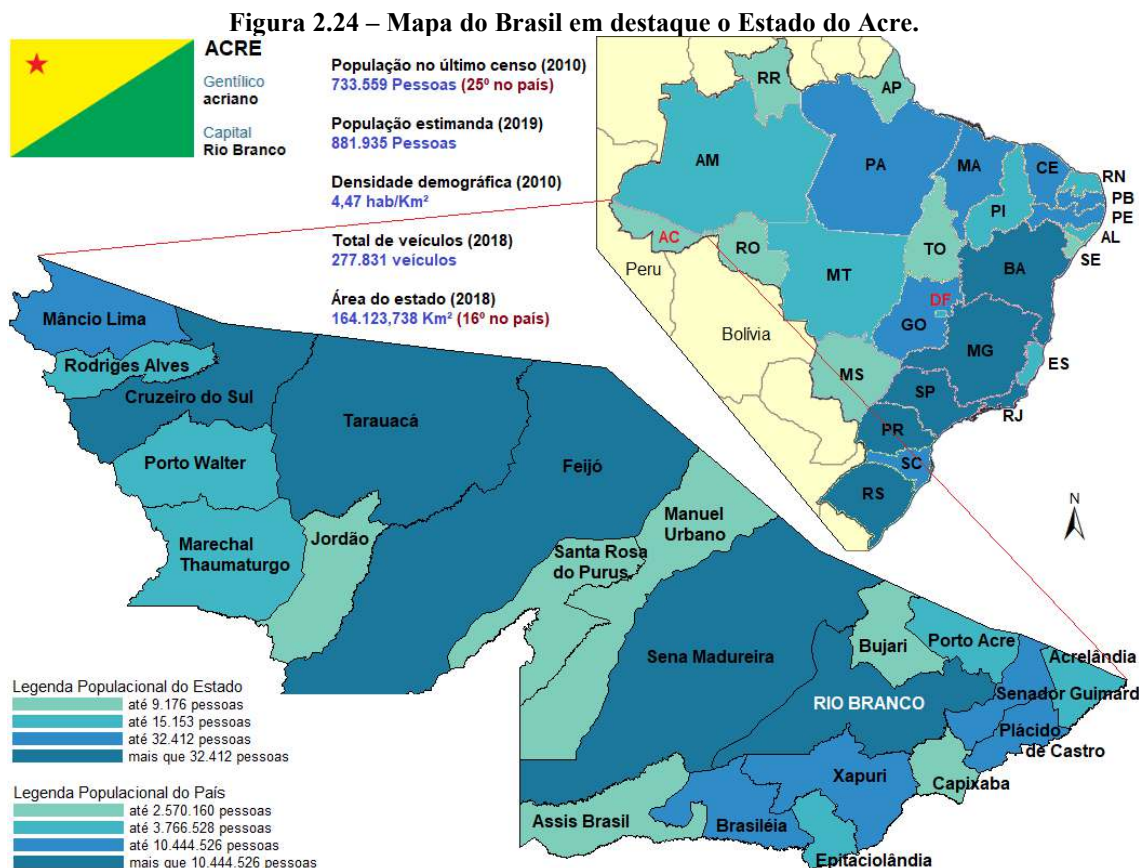 Figura 2.24 – Mapa do Brasil em destaque o Estado do Acre.
ACRE
Gentílico
acriano
Capital
Rio Branco
População no último censo (2010)
733.559 Pessoas (25º no país)
População estimanda (2019)
881.935 Pessoas
Densidade demográfica (2010)
4,47 hab/Km²
Total de veículos (2018)
277.831 veículos
Área do estado (2018)
164.123,738 Km² (16º no país)
RR
AP
AM
PA
MA
CE
RN
PB
PE
PI
AL
SE
AC
RO
TO
BA
Peru
MT
DF
GO
Bolívia
MG
ES
MS
SP
RJ
PR
SC
RS
N
Mâncio Lima
Rodriges Alves
Cruzeiro do Sul
Tarauacá
Porto Walter
Feijó
Marechal
Thaumaturgo
Jordão
Manuel
Urbano
Santa Rosa
do Purus
Sena Madureira
Bujari
Porto Acre
Acrelândia
Senador Guimard
RIO BRANCO
Plácido
de Castro
Xapuri
Capixaba
Assis Brasil
Brasiléia
Epitaciolândia
Legenda Populacional do Estado
até 9.176 pessoas
até 15.153 pessoas
até 32.412 pessoas
mais que 32.412 pessoas
Legenda Populacional do País
até 2.570.160 pessoas
até 3.766.528 pessoas
até 10.444.526 pessoas
mais que 10.444.526 pessoas